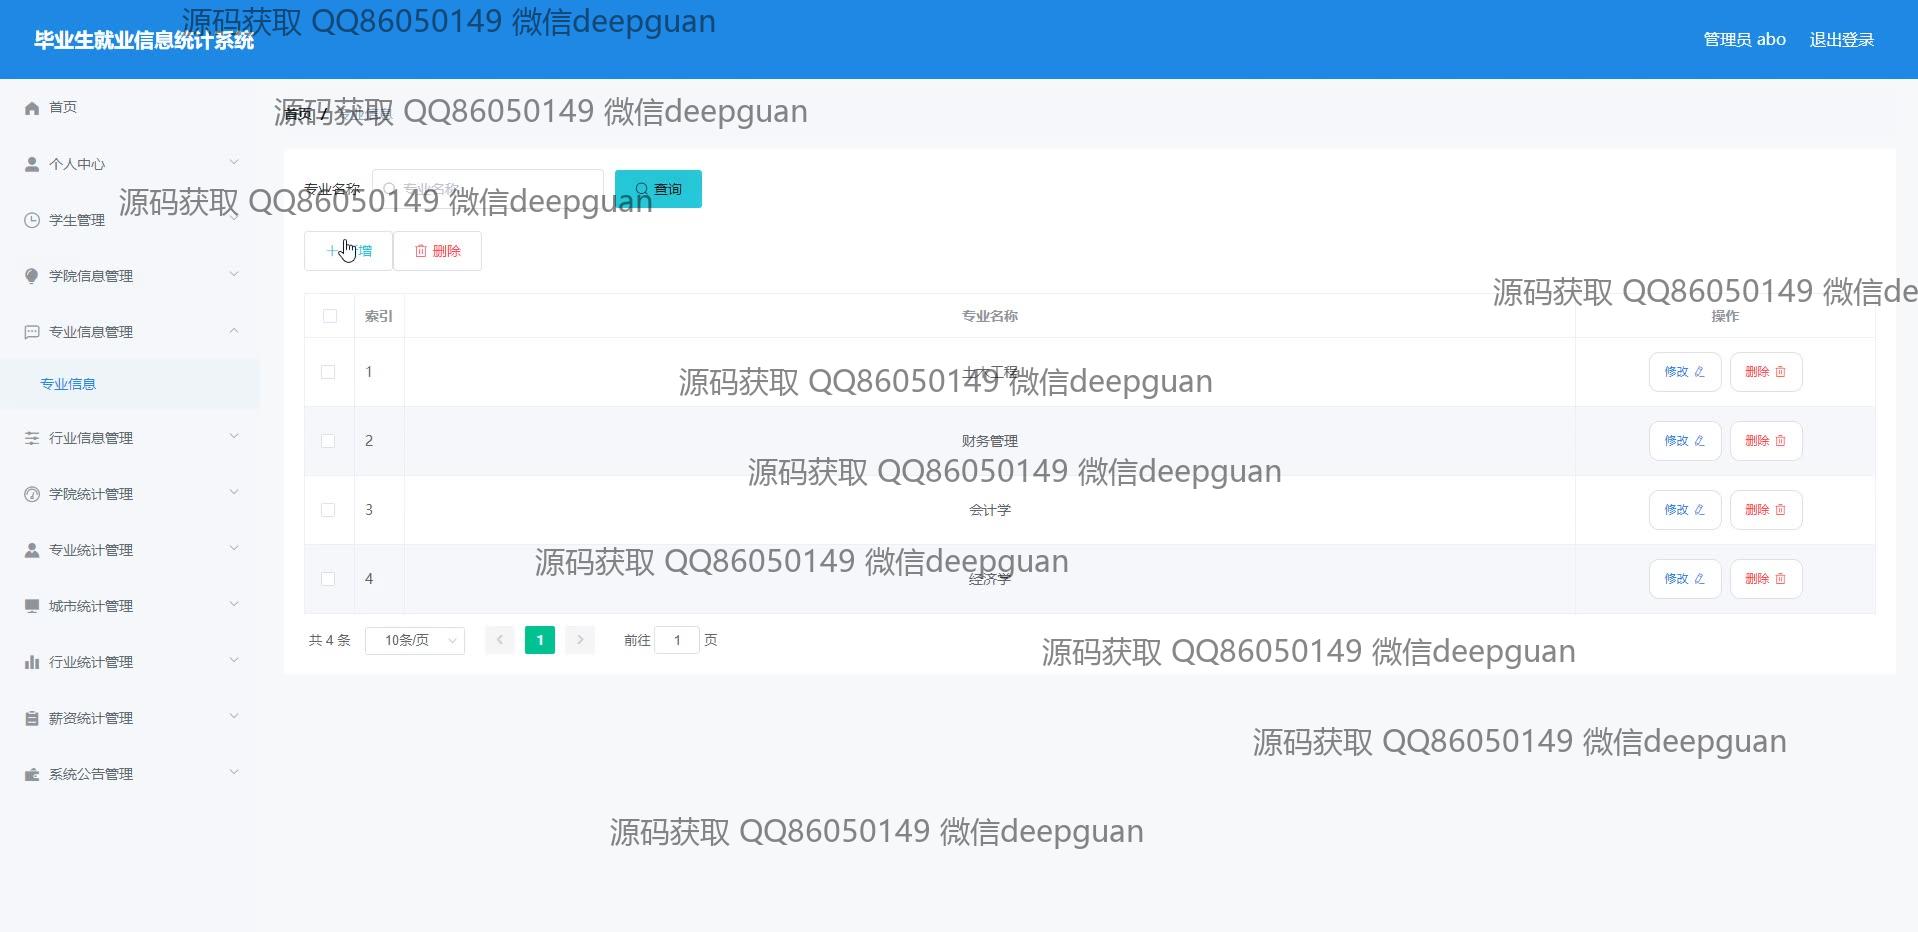 源码获取 QQ86050149 微信deepguan
毕业生就业信息统计系统
管理员 abo 退出登录
首页
首页 / 专业信息
源码获取 QQ86050149 微信deepguan
个人中心
专业名称 专业名称 查询
源码获取 QQ86050149 微信deepguan
学生管理
增 删除
学院信息管理
源码获取 QQ86050149 微信de
索引 专业名称 操作
专业信息管理
1 土木工程 修改 删除
源码获取 QQ86050149 微信deepguan
专业信息
2 财务管理 修改 删除
行业信息管理
源码获取 QQ86050149 微信deepguan
学院统计管理
3 会计学 修改 删除
专业统计管理
源码获取 QQ86050149 微信deepguan
4 经济学 修改 删除
城市统计管理
共 4 条 10条/页 1 前往 1 页
源码获取 QQ86050149 微信deepguan
行业统计管理
薪资统计管理
源码获取 QQ86050149 微信deepguan
系统公告管理
源码获取 QQ86050149 微信deepguan